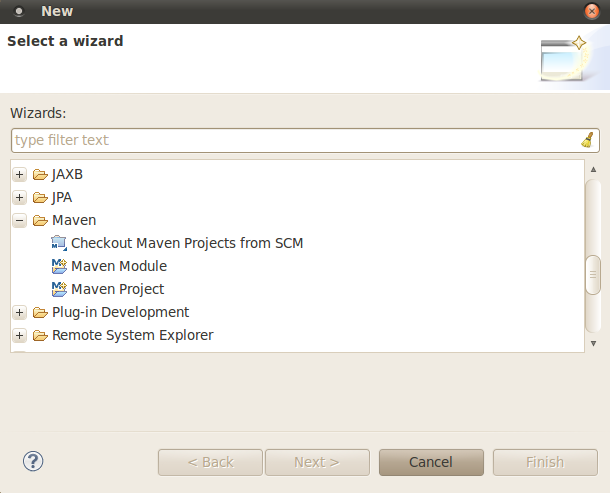 New
Select a wizard
Wizards:
type filter text
JAXB
JPA
Maven
Checkout Maven Projects from SCM
Maven Module
Maven Project
Plug-in Development
Remote System Explorer
< Back
Next >
Cancel
Finish